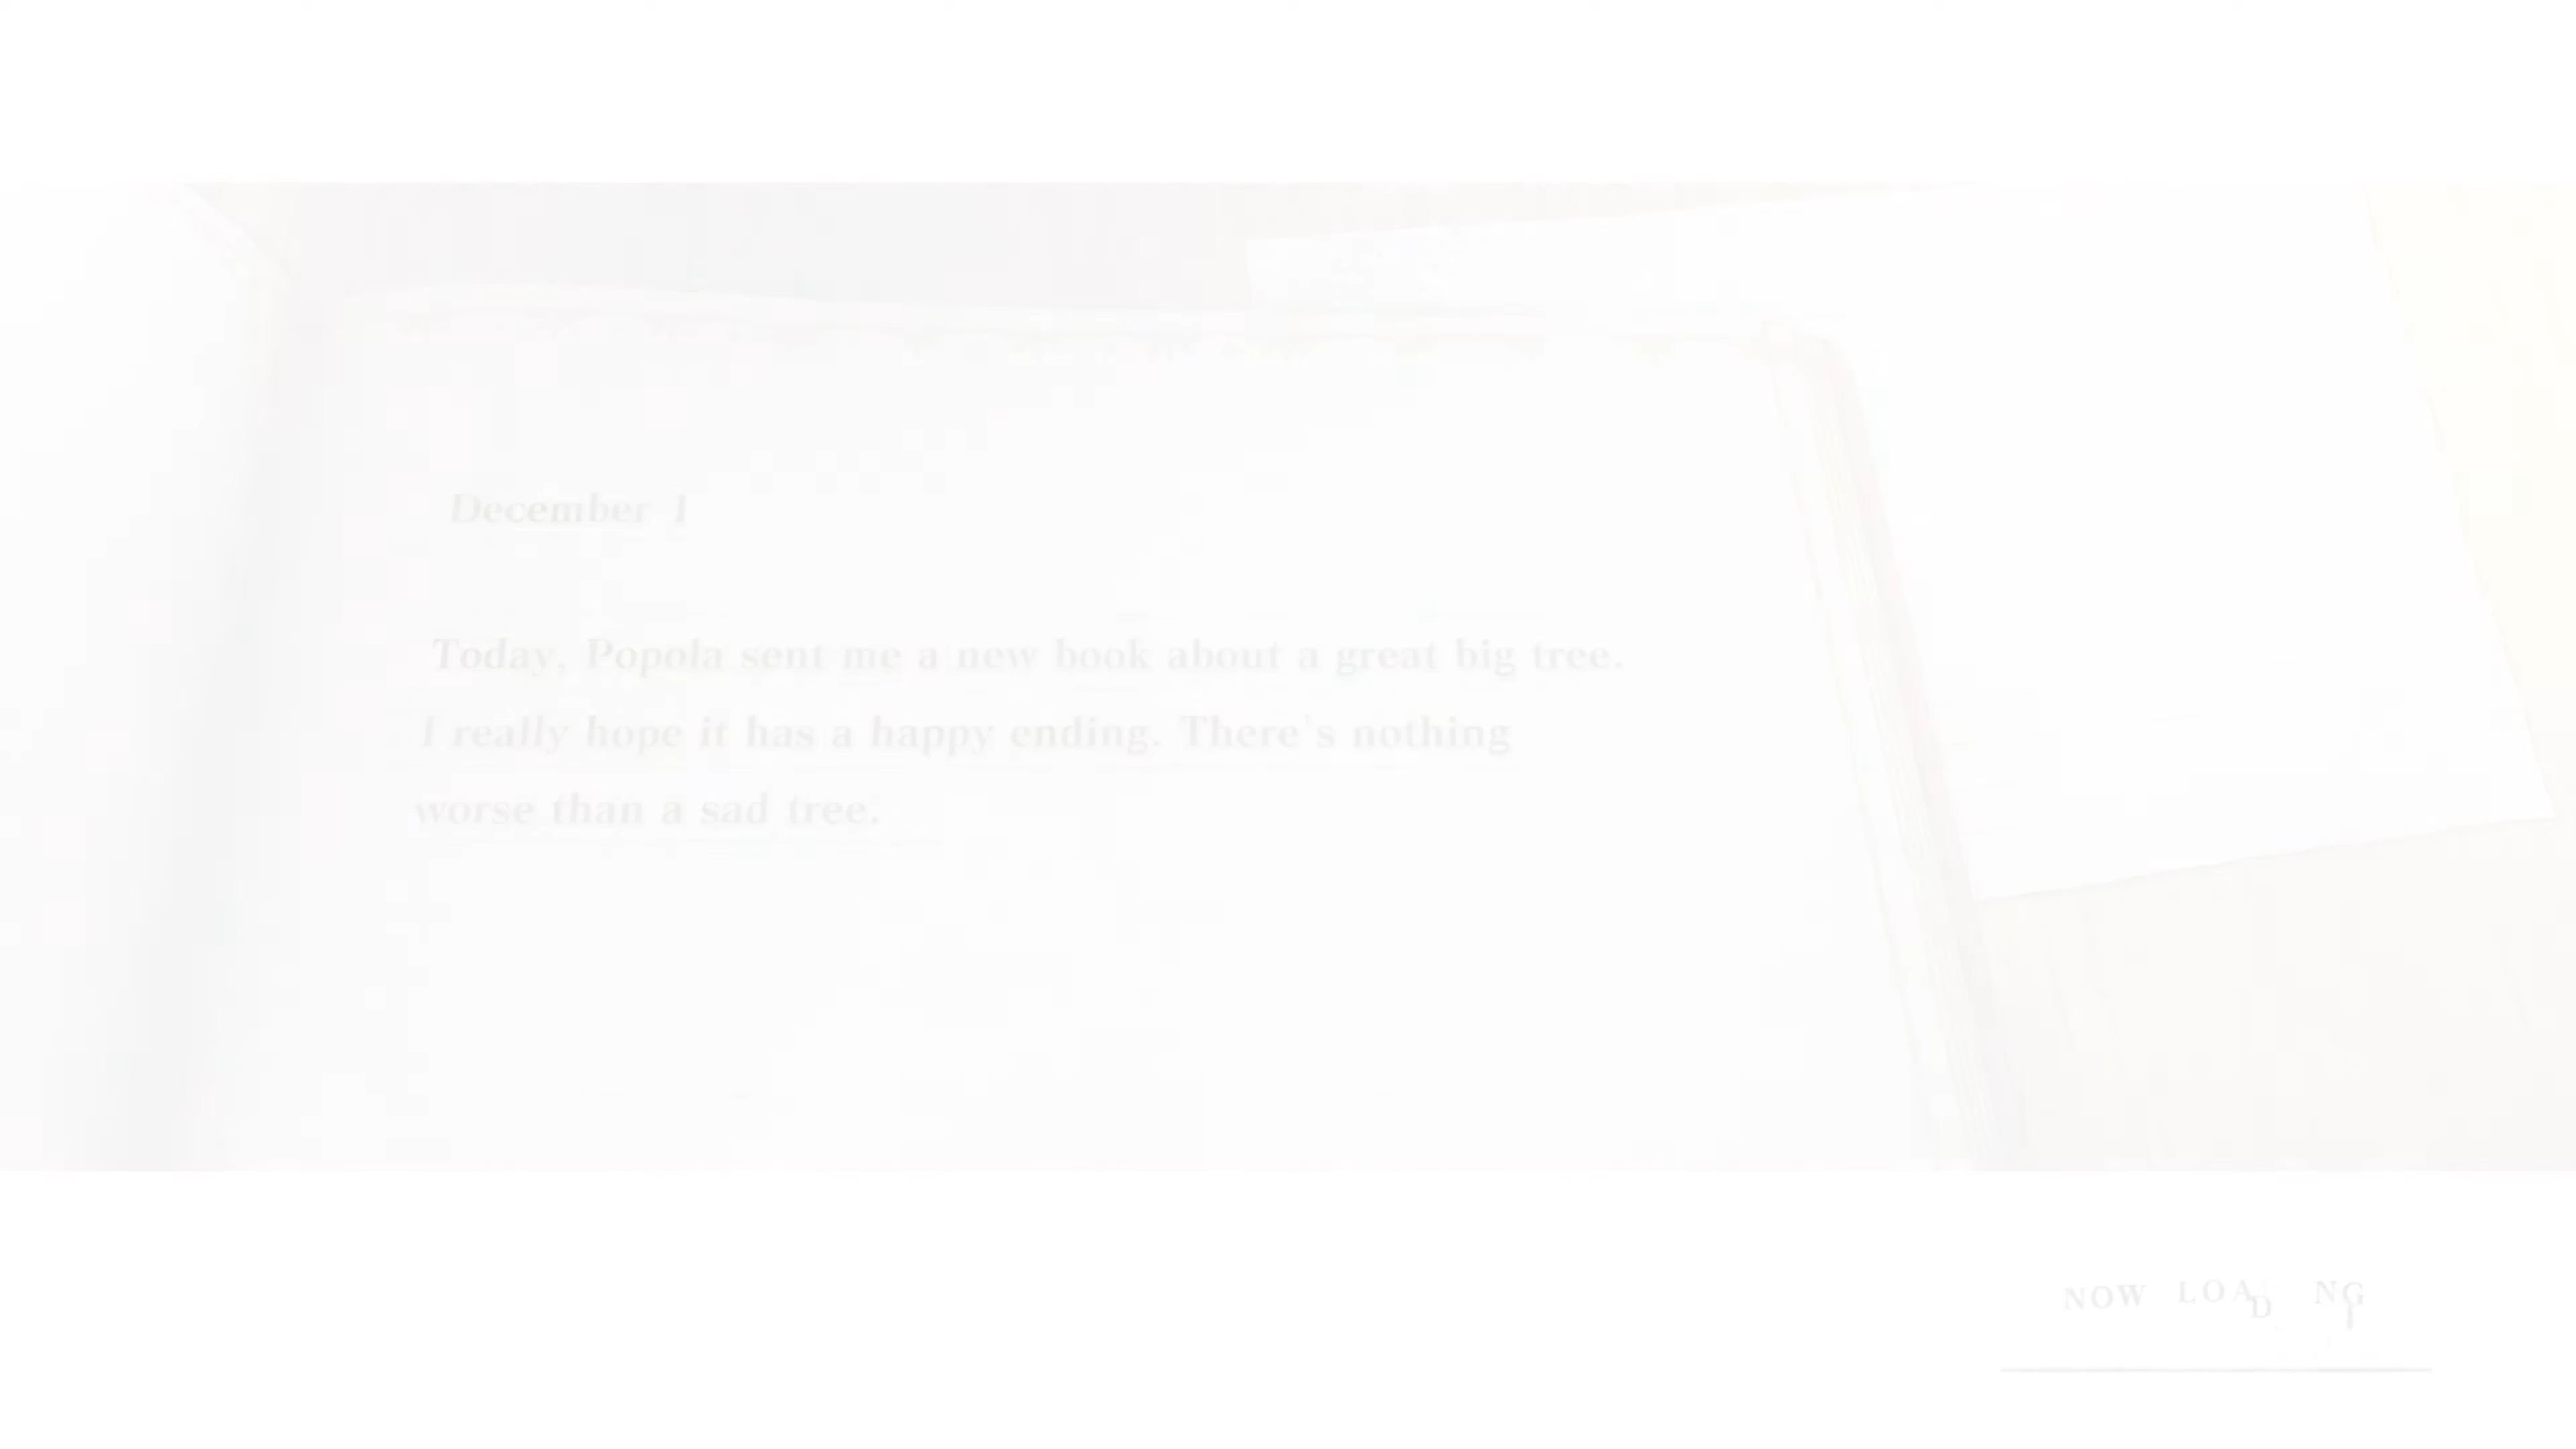 December 1
Today, Popola sent me a new book about a great big tree.
I really hope it has a happy ending. There's nothing
worse than a sad tree.
NOW LOADING